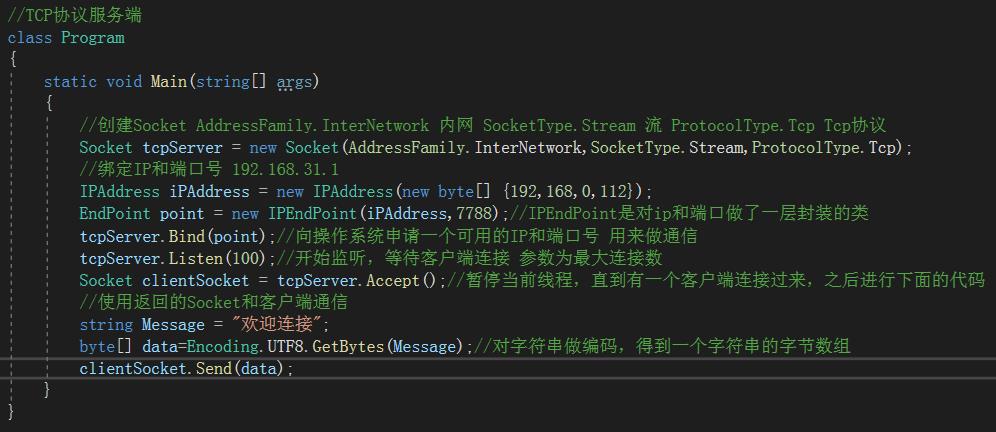 //TCP协议服务端
class Program
{
static void Main(string[] args)
{
//创建Socket AddressFamily.InterNetwork 内网 SocketType.Stream 流 ProtocolType.Tcp Tcp协议
Socket tcpServer = new Socket(AddressFamily.InterNetwork,SocketType.Stream,ProtocolType.Tcp);
//绑定IP和端口号 192.168.31.1
IPAddress iPAddress = new IPAddress(new byte[] {192,168,0,112});
EndPoint point = new IPEndPoint(iPAddress,7788);//IPEndPoint是对ip和端口做了一层封装的类
tcpServer.Bind(point);//向操作系统申请一个可用的IP和端口号 用来做通信
tcpServer.Listen(100);//开始监听，等待客户端连接 参数为最大连接数
Socket clientSocket = tcpServer.Accept();//暂停当前线程，直到有一个客户端连接过来，之后进行下面的代码
//使用返回的Socket和客户端通信
string Message = "欢迎连接";
byte[] data=Encoding.UTF8.GetBytes(Message);//对字符串做编码，得到一个字符串的字节数组
clientSocket.Send(data);
}
}